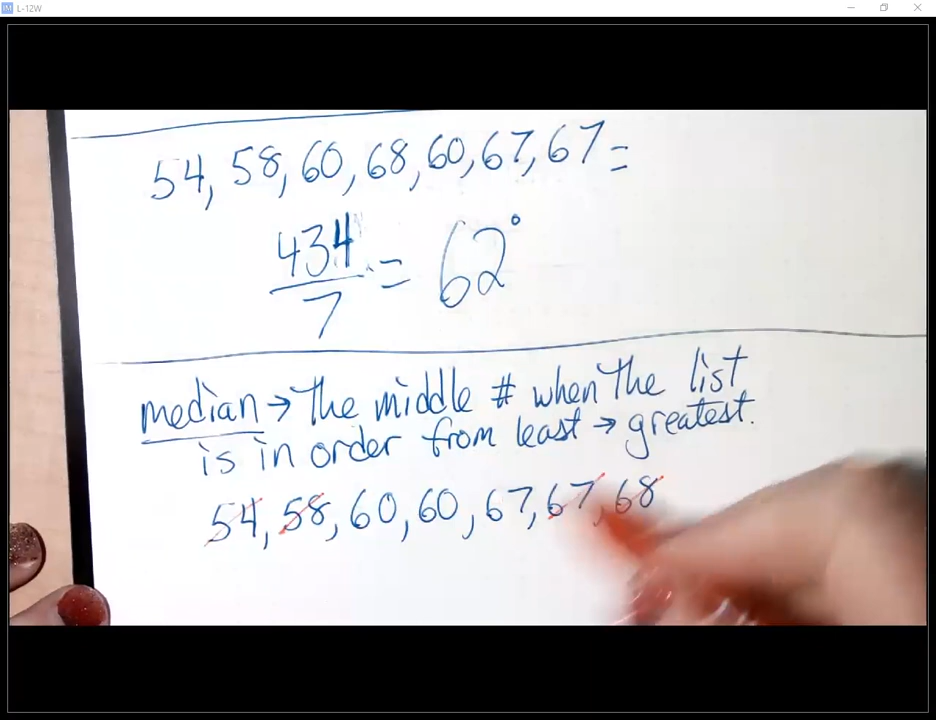 L-12W
54, 58, 60, 68, 60, 67, 67 =
434
7
= 62°
median → The middle # when The list
is in order from least → greatest.
54, 58, 60, 60, 67, 67, 68